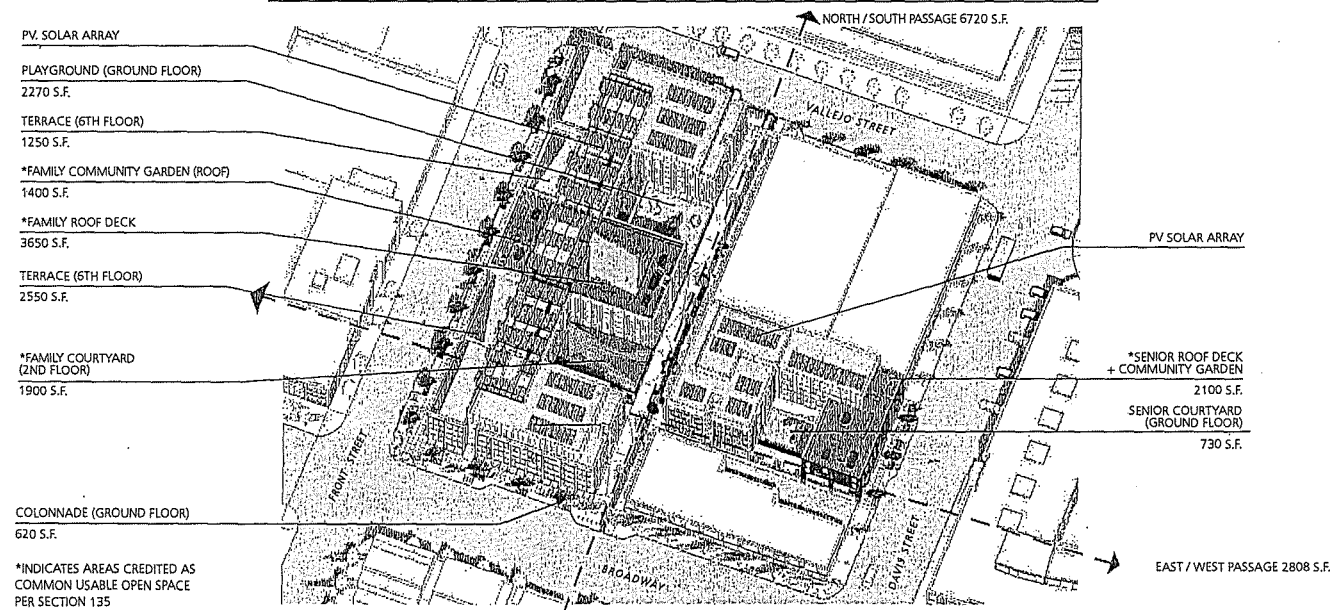 NORTH / SOUTH PASSAGE 6720 S.F.
PV. SOLAR ARRAY
PLAYGROUND (GROUND FLOOR)
2270 S.F.
TERRACE (6TH FLOOR)
1250 S.F.
*FAMILY COMMUNITY GARDEN (ROOF)
1400 S.F.
*FAMILY ROOF DECK
3650 S.F.
TERRACE (6TH FLOOR)
2550 S.F.
*FAMILY COURTYARD
(2ND FLOOR)
1900 S.F.
COLONNADE (GROUND FLOOR)
620 S.F.
*INDICATES AREAS CREDITED AS
COMMON USABLE OPEN SPACE
PER SECTION 135
VALLEJO STREET
FRONT STREET
BROADWAY
DAVIS STREET
PV SOLAR ARRAY
*SENIOR ROOF DECK
+ COMMUNITY GARDEN
2100 S.F.
SENIOR COURTYARD
(GROUND FLOOR)
730 S.F.
EAST / WEST PASSAGE 2808 S.F.